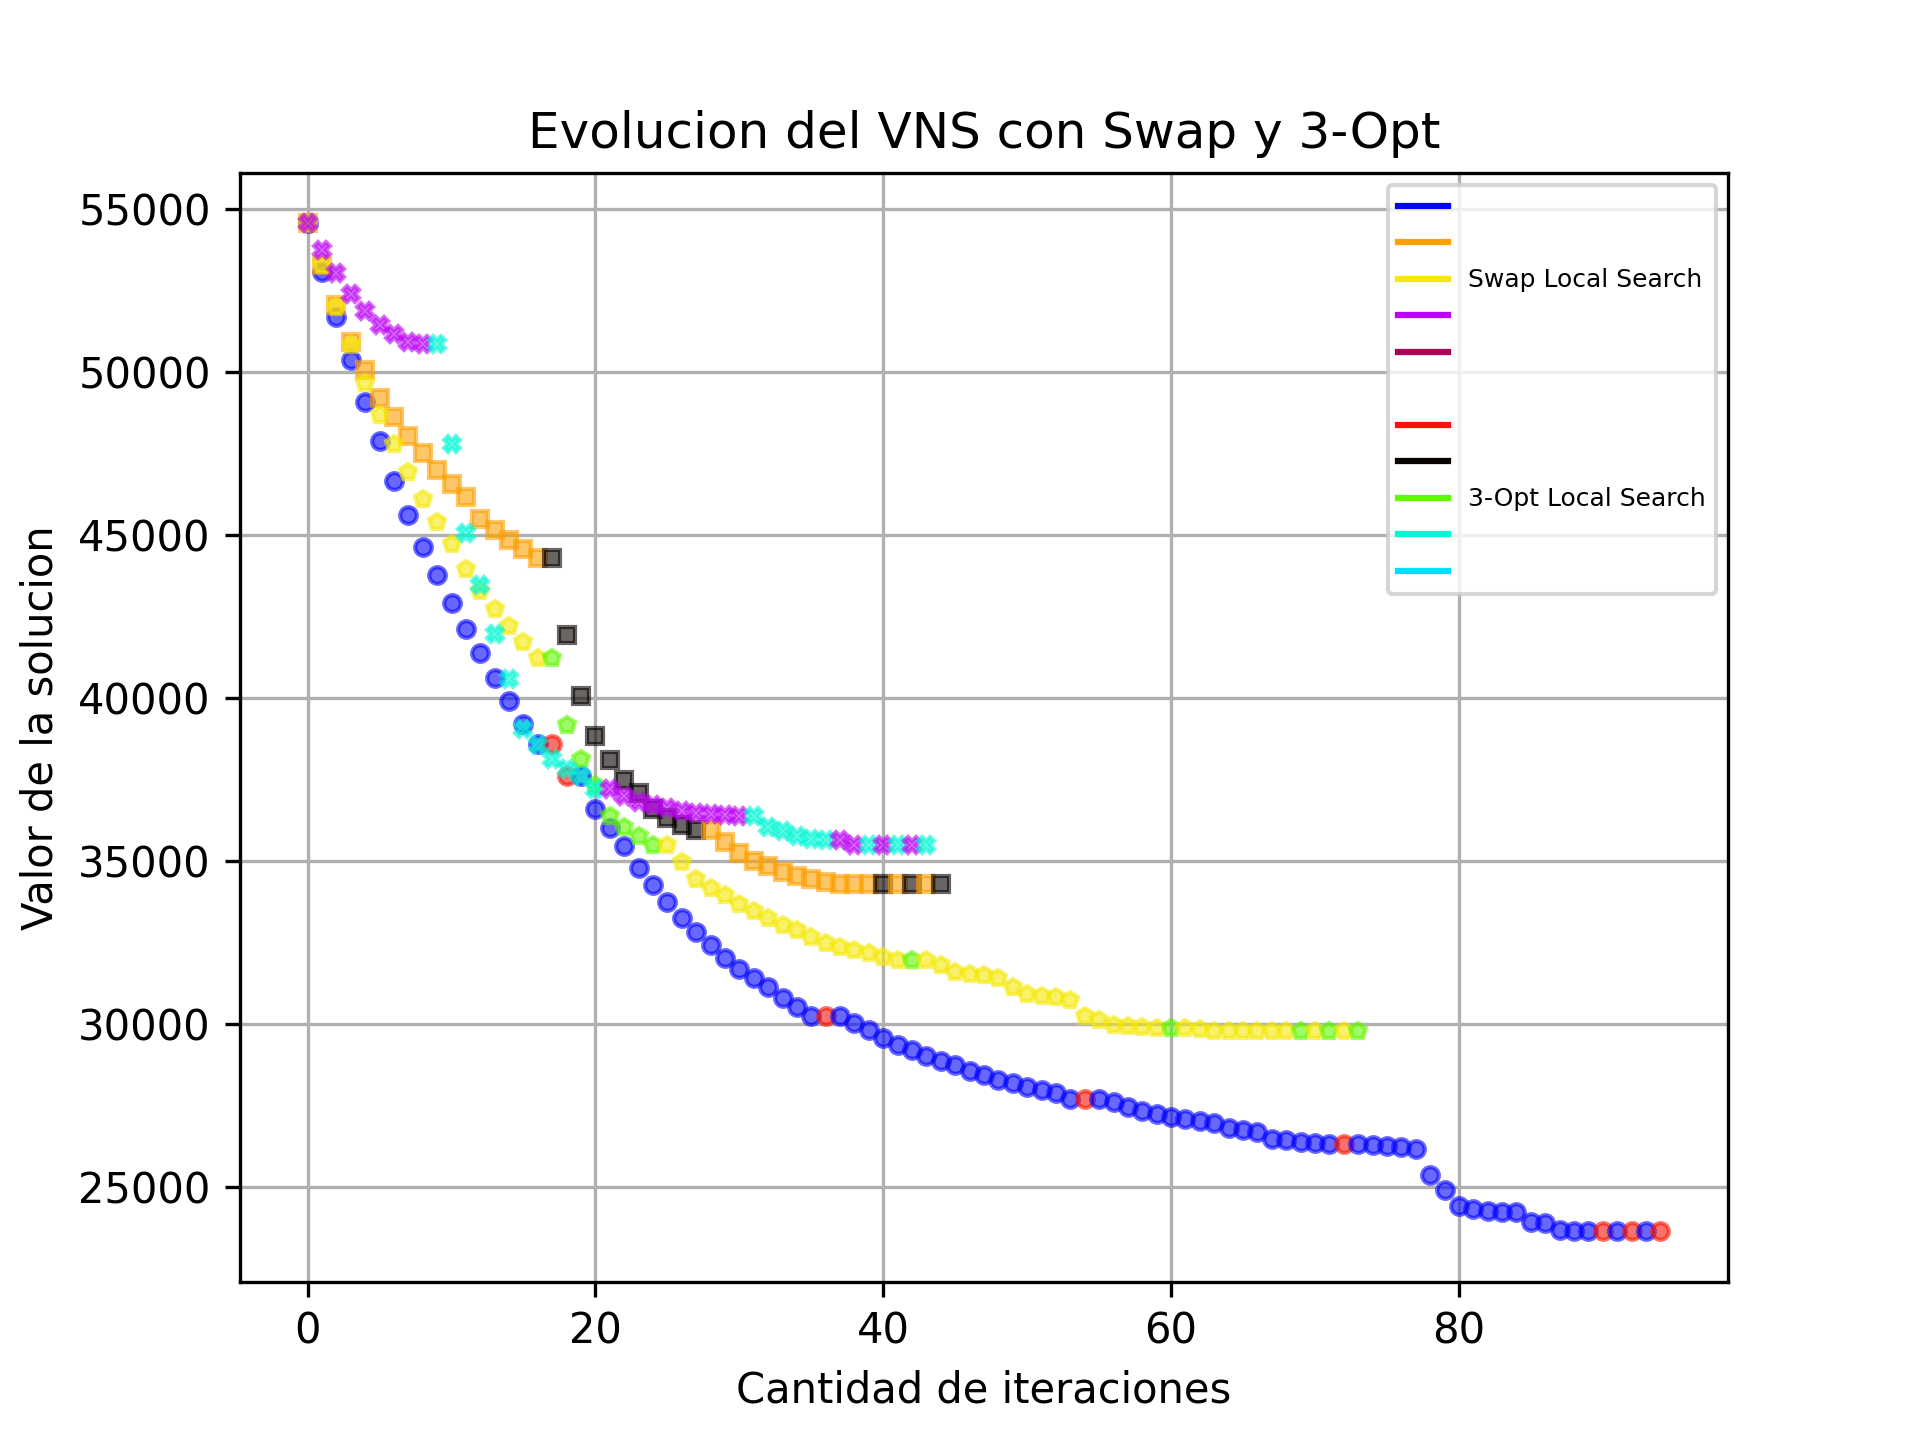 Evolucion del VNS con Swap y 3-Opt
55000
50000
45000
40000
35000
30000
25000
Valor de la solucion
Swap Local Search
3-Opt Local Search
0 20 40 60 80
Cantidad de iteraciones